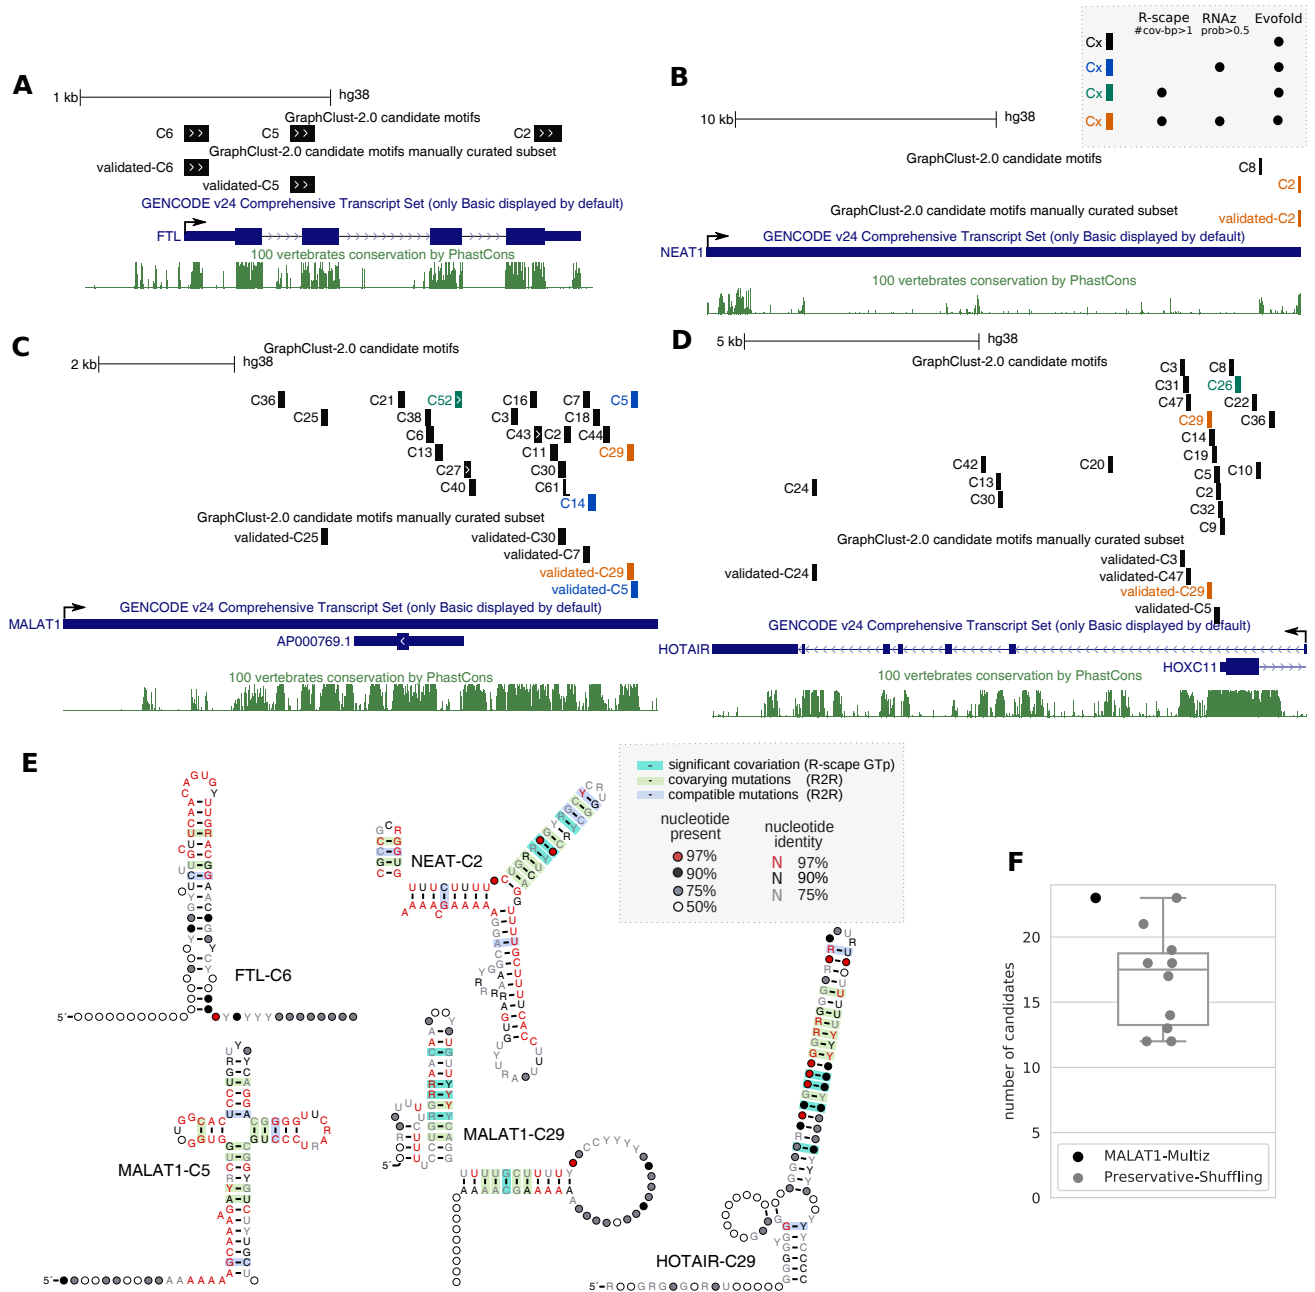 A
1 kb
hg38
GraphClust-2.0 candidate motifs
C6
C5
C2
GraphClust-2.0 candidate motifs manually curated subset
validated-C6
validated-C5
GENCODE v24 Comprehensive Transcript Set (only Basic displayed by default)
FTL
100 vertebrates conservation by PhastCons
R-scape RNAz Evofold
#cov-bp>1 prob>0.5
Cx
Cx
Cx
Cx
B
10 kb
hg38
GraphClust-2.0 candidate motifs
C8
C2
GraphClust-2.0 candidate motifs manually curated subset
validated-C2
GENCODE v24 Comprehensive Transcript Set (only Basic displayed by default)
NEAT1
100 vertebrates conservation by PhastCons
C
2 kb
hg38
GraphClust-2.0 candidate motifs
C36 C21 C52 C16 C7 C5
C25 C38 C3 C18
C6 C43 C2 C44
C13 C11 C29
C27 C30
C40 C61
C14
GraphClust-2.0 candidate motifs manually curated subset
validated-C25 validated-C30
validated-C7
validated-C29
validated-C5
GENCODE v24 Comprehensive Transcript Set (only Basic displayed by default)
MALAT1
AP000769.1
100 vertebrates conservation by PhastCons
D
5 kb
hg38
GraphClust-2.0 candidate motifs
C3 C8
C31 C26
C47 C22
C29 C36
C14
C19
C42 C20 C5 C10
C13
C24 C2
C30 C32
C9
GraphClust-2.0 candidate motifs manually curated subset
validated-C3
validated-C24 validated-C47
validated-C29
validated-C5
GENCODE v24 Comprehensive Transcript Set (only Basic displayed by default)
HOTAIR
HOXC11
100 vertebrates conservation by PhastCons
E
significant covariation (R-scape GTp)
covarying mutations (R2R)
compatible mutations (R2R)
nucleotide present
nucleotide identity
97% N 97%
90% N 90%
75% N 75%
50%
FTL-C6
5´
NEAT-C2
MALAT1-C5
5´
MALAT1-C29
5´
HOTAIR-C29
5´
F
number of candidates
20
15
10
5
0
MALAT1-Multiz
Preservative-Shuffling